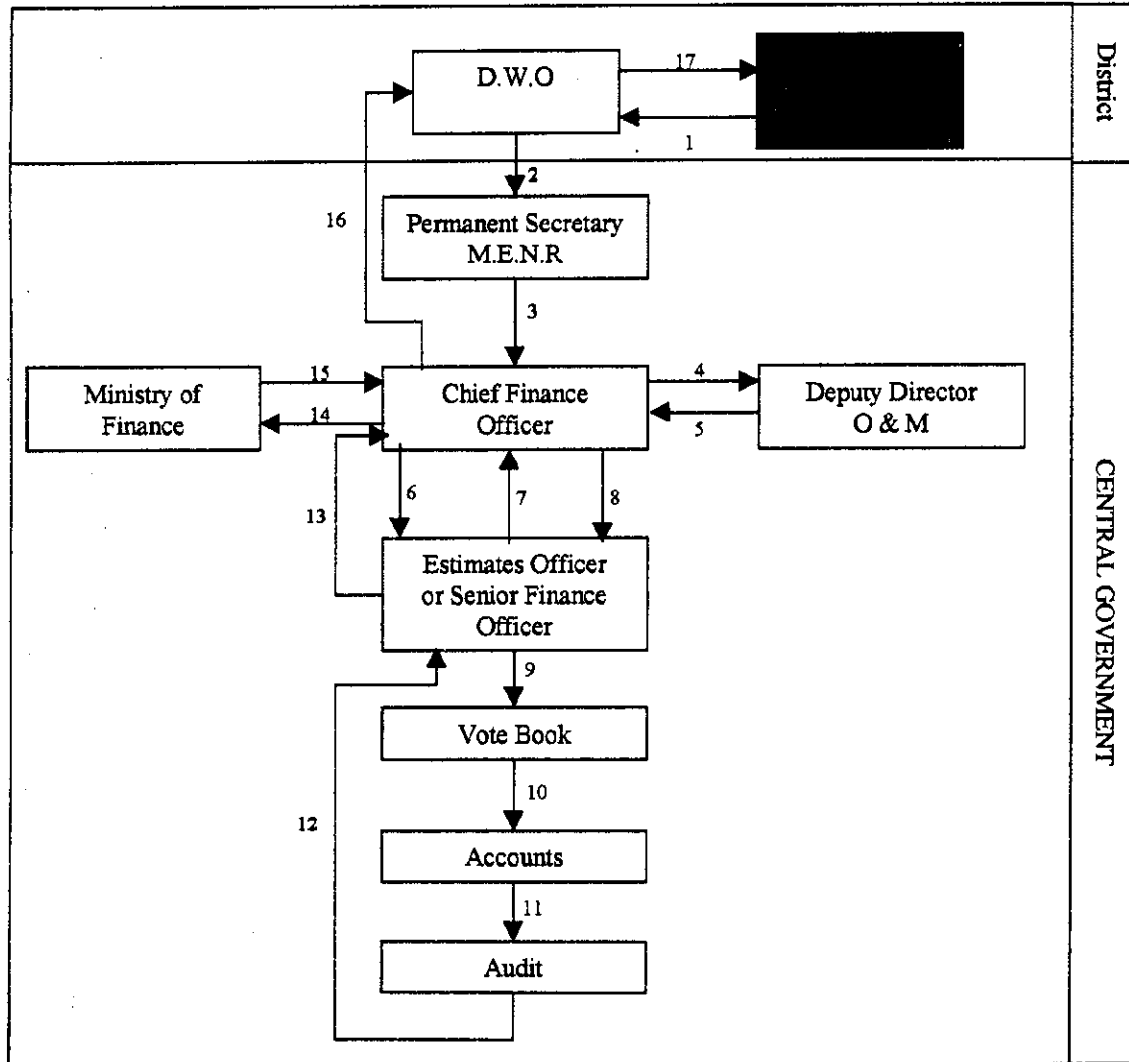 D.W.O
17
1
District
2
Permanent Secretary
M.E.N.R
16
3
Ministry of
Finance
15
14
Chief Finance
Officer
4
5
Deputy Director
O & M
13
6
7
8
Estimates Officer
or Senior Finance
Officer
CENTRAL GOVERNMENT
9
Vote Book
10
12
Accounts
11
Audit